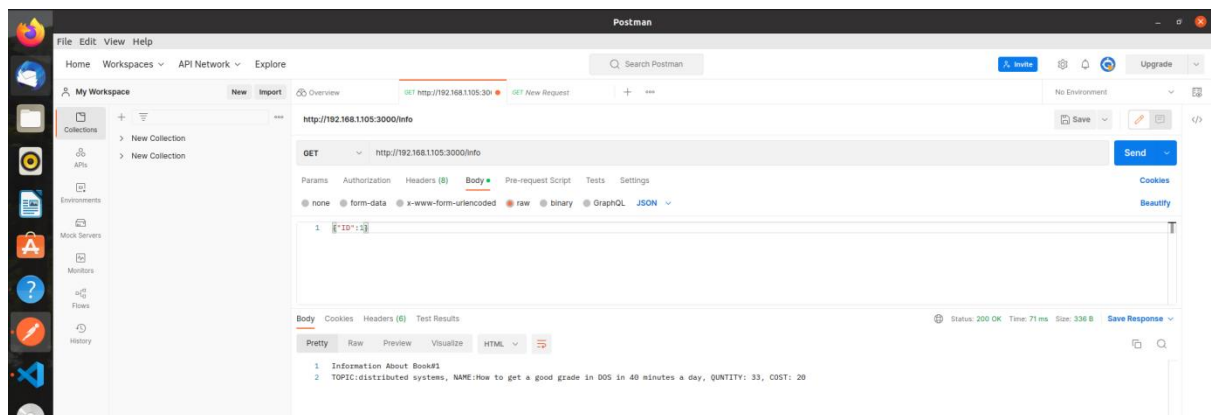 Postman
File Edit View Help
Home Workspaces API Network Explore
Search Postman
Invite
Upgrade
My Workspace
New Import
Overview
GET http://192.168.1.105:300
GET New Request
No Environment
Collections
APIs
Environments
Mock Servers
Monitors
Flows
History
New Collection
New Collection
http://192.168.1.105:3000/info
Save
GET http://192.168.1.105:3000/info
Send
Params Authorization Headers (8) Body Pre-request Script Tests Settings
Cookies
none form-data x-www-form-urlencoded raw binary GraphQL JSON
Beautify
1 {"ID":1}
Body Cookies Headers (6) Test Results
Status: 200 OK Time: 71 ms Size: 336 B Save Response
Pretty Raw Preview Visualize HTML
1 Information About Book#1
2 TOPIC:distributed systems, NAME:How to get a good grade in DOS in 40 minutes a day, QUNTITY: 33, COST: 20